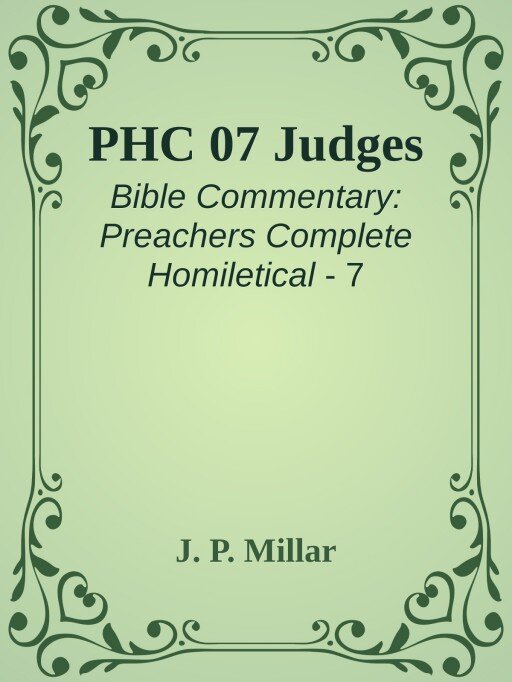 PHC 07 Judges
Bible Commentary:
Preachers Complete
Homiletical - 7
J. P. Millar